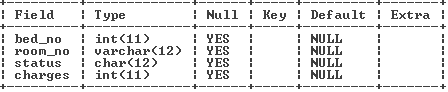 Field Type Null Key Default Extra
bed_no int(11) YES NULL
room_no varchar(12) YES NULL
status char(12) YES NULL
charges int(11) YES NULL